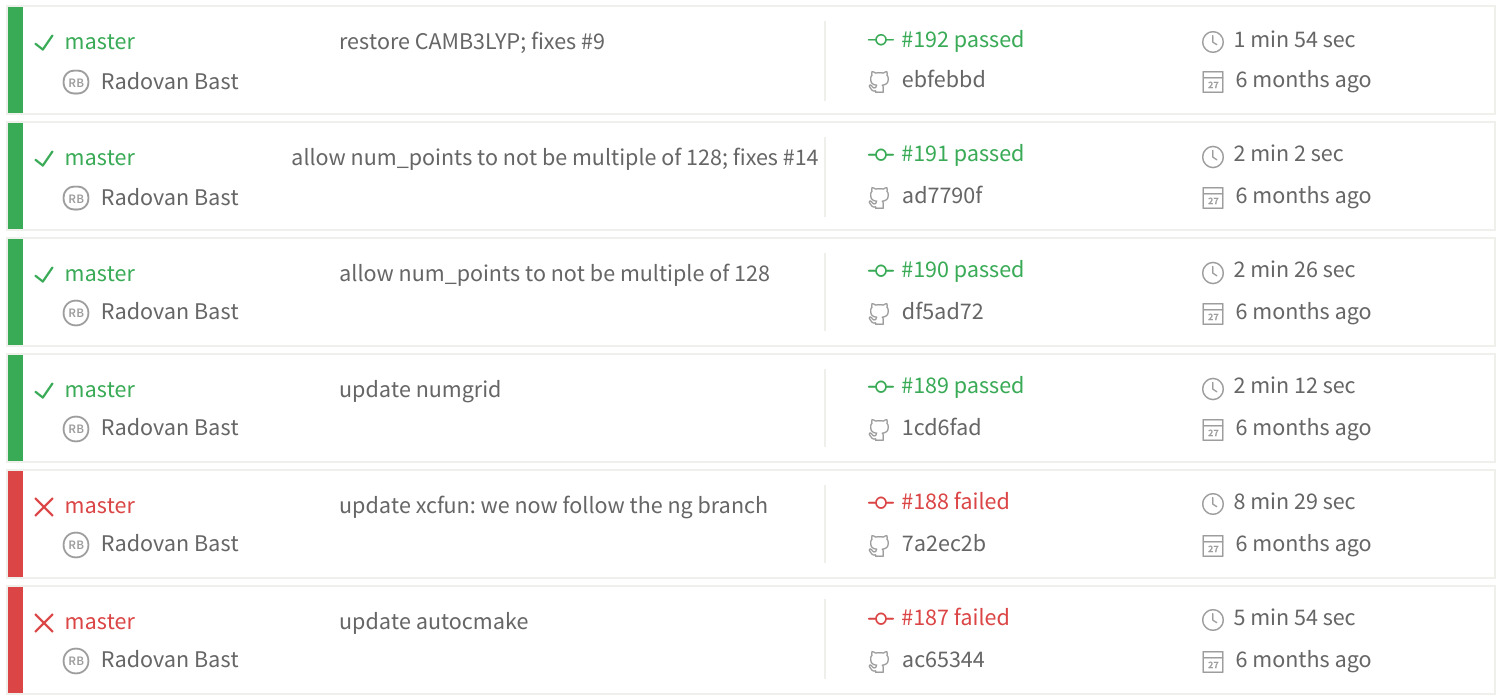 master restore CAMB3LYP; fixes #9 #192 passed 1 min 54 sec
RB Radovan Bast ebfebbd 27 6 months ago
master allow num_points to not be multiple of 128; fixes #14 #191 passed 2 min 2 sec
RB Radovan Bast ad7790f 27 6 months ago
master allow num_points to not be multiple of 128 #190 passed 2 min 26 sec
RB Radovan Bast df5ad72 27 6 months ago
master update numgrid #189 passed 2 min 12 sec
RB Radovan Bast 1cd6fad 27 6 months ago
master update xcfun: we now follow the ng branch #188 failed 8 min 29 sec
RB Radovan Bast 7a2ec2b 27 6 months ago
master update autocmake #187 failed 5 min 54 sec
RB Radovan Bast ac65344 27 6 months ago